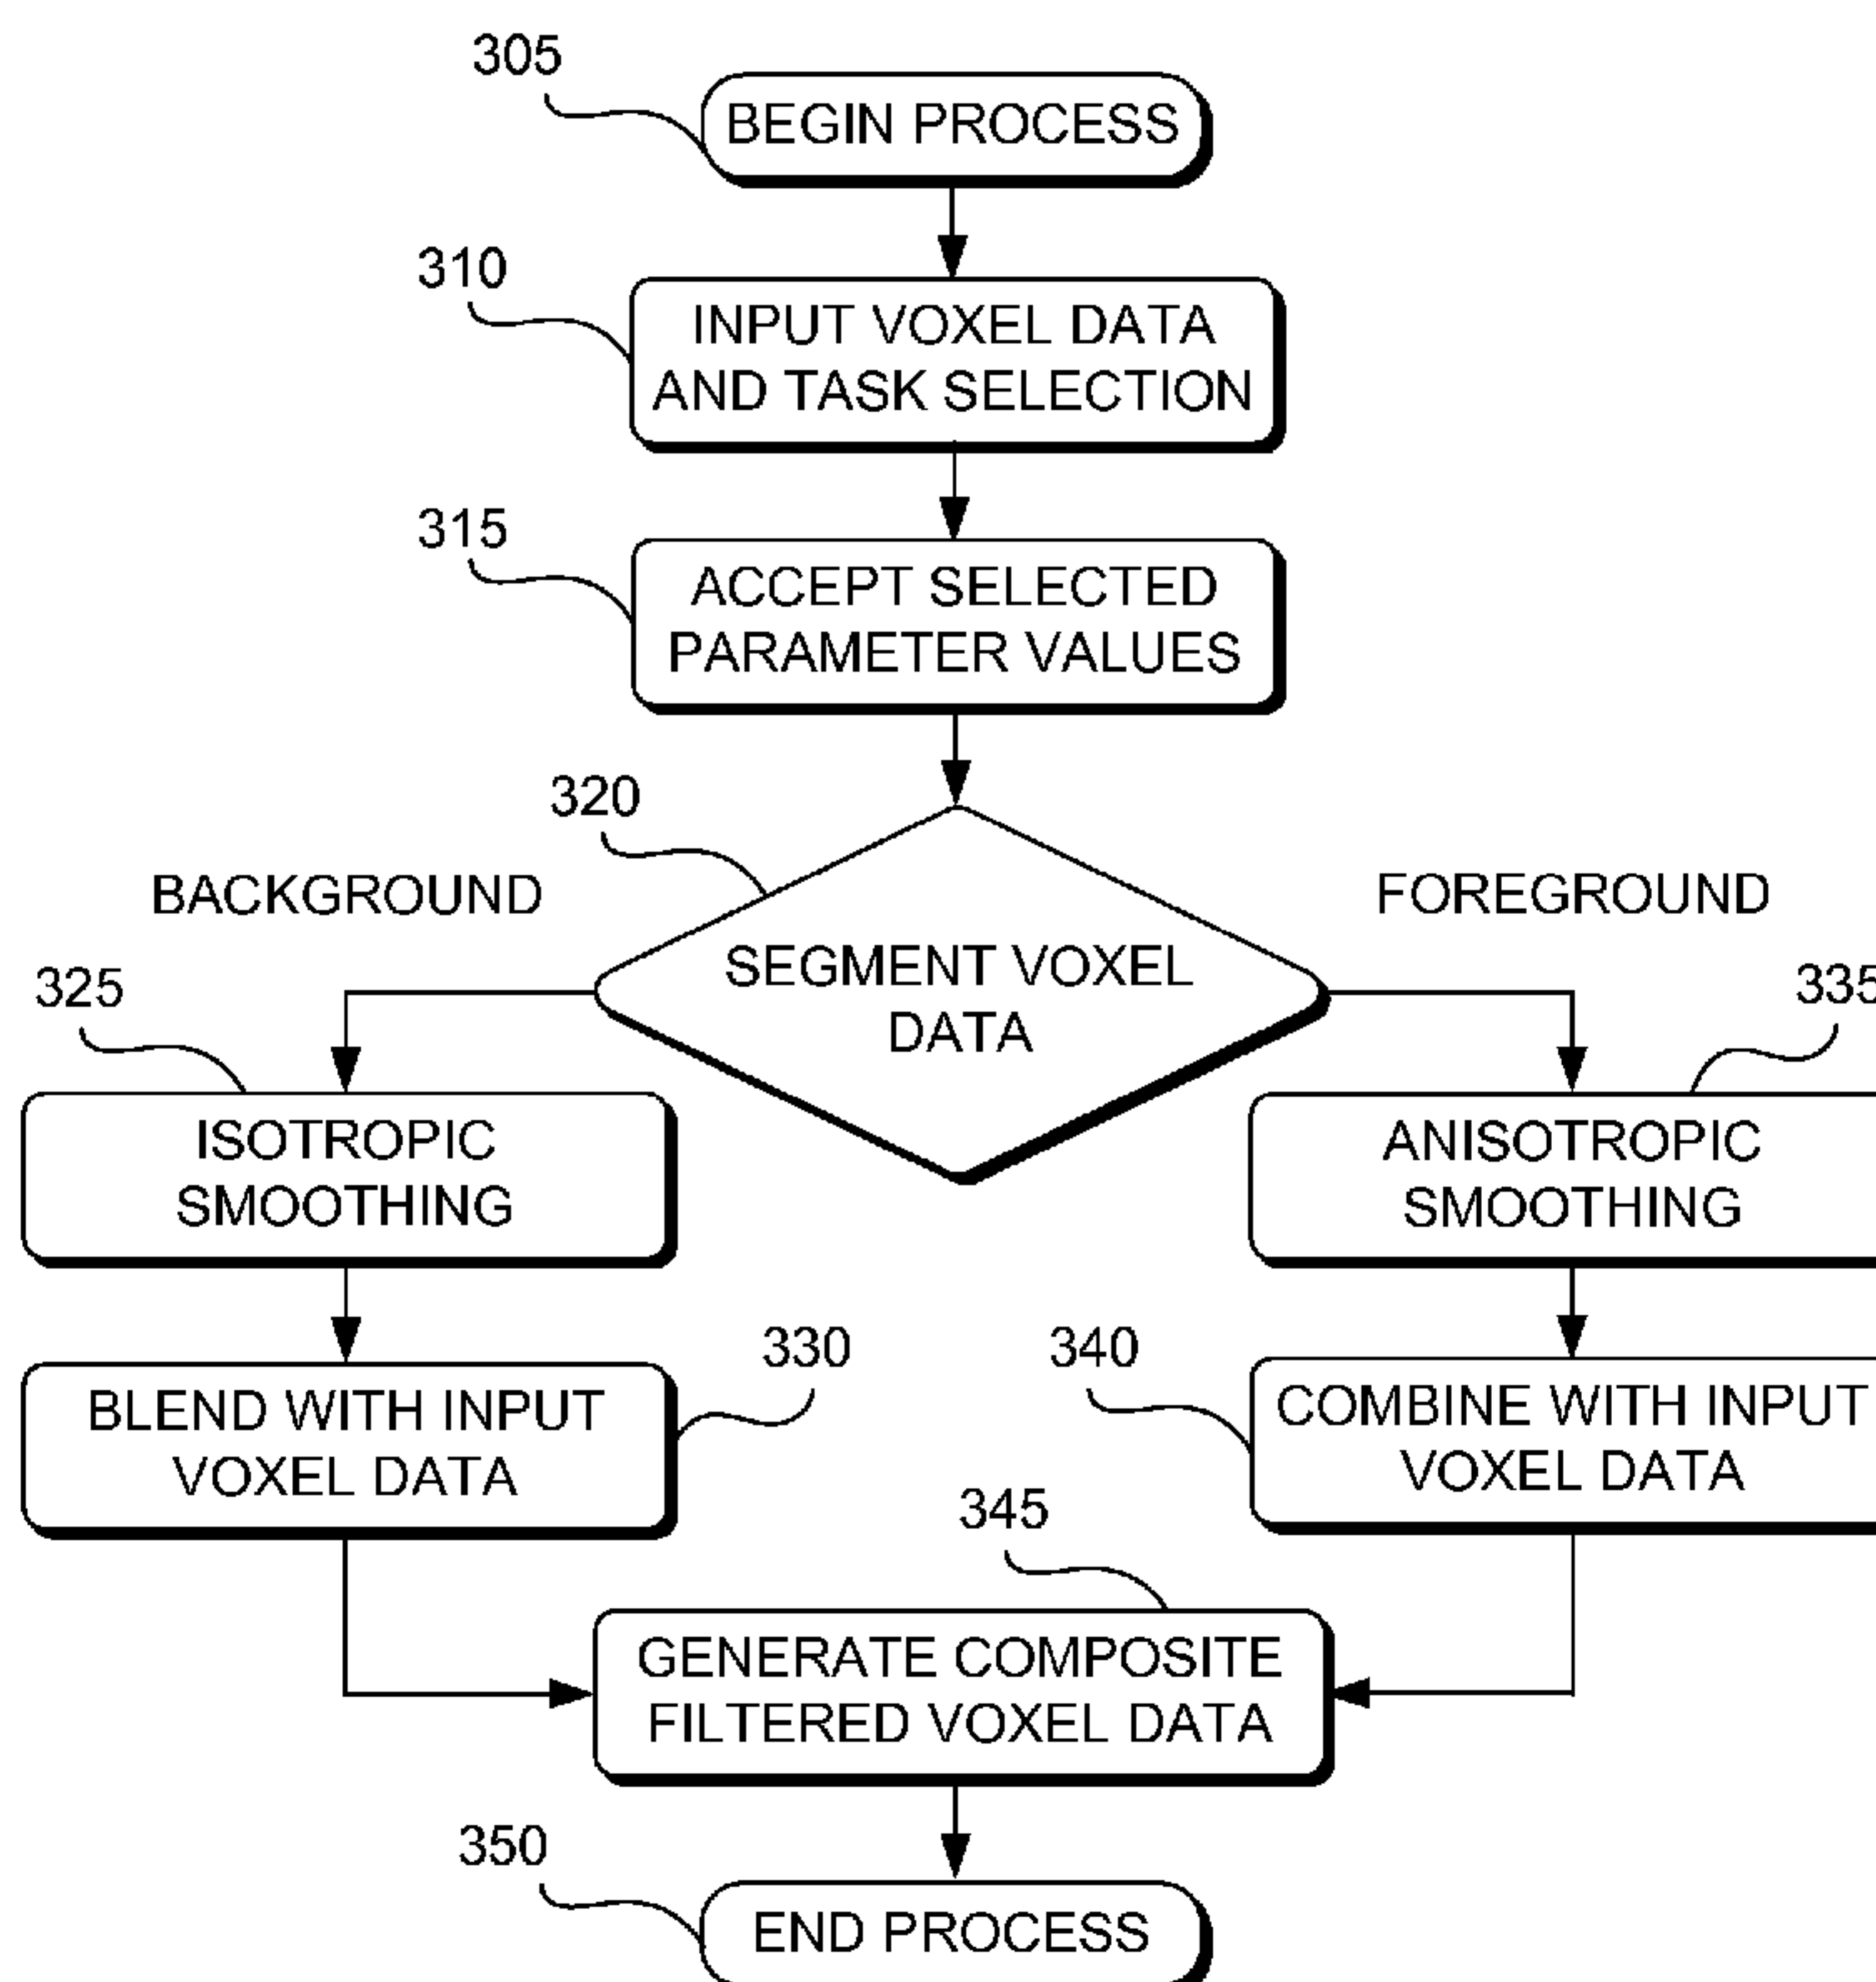 305
BEGIN PROCESS
310
INPUT VOXEL DATA
AND TASK SELECTION
315
ACCEPT SELECTED
PARAMETER VALUES
320
BACKGROUND
FOREGROUND
SEGMENT VOXEL
DATA
325
335
ISOTROPIC
SMOOTHING
ANISOTROPIC
SMOOTHING
330
340
BLEND WITH INPUT
VOXEL DATA
COMBINE WITH INPUT
VOXEL DATA
345
GENERATE COMPOSITE
FILTERED VOXEL DATA
350
END PROCESS